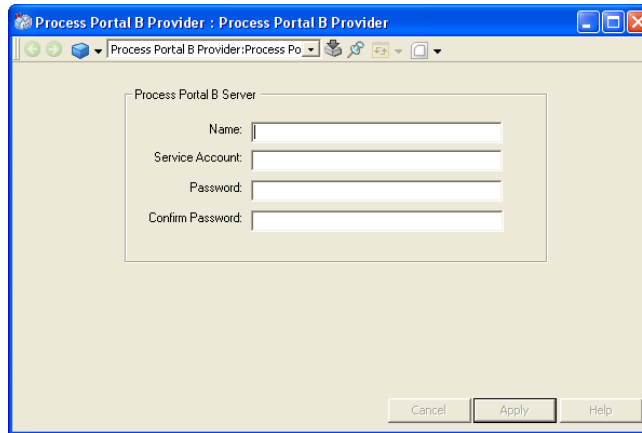 Process Portal B Provider : Process Portal B Provider
Process Portal B Provider:Process Po
Process Portal B Server
Name:
Service Account:
Password:
Confirm Password:
Cancel Apply Help